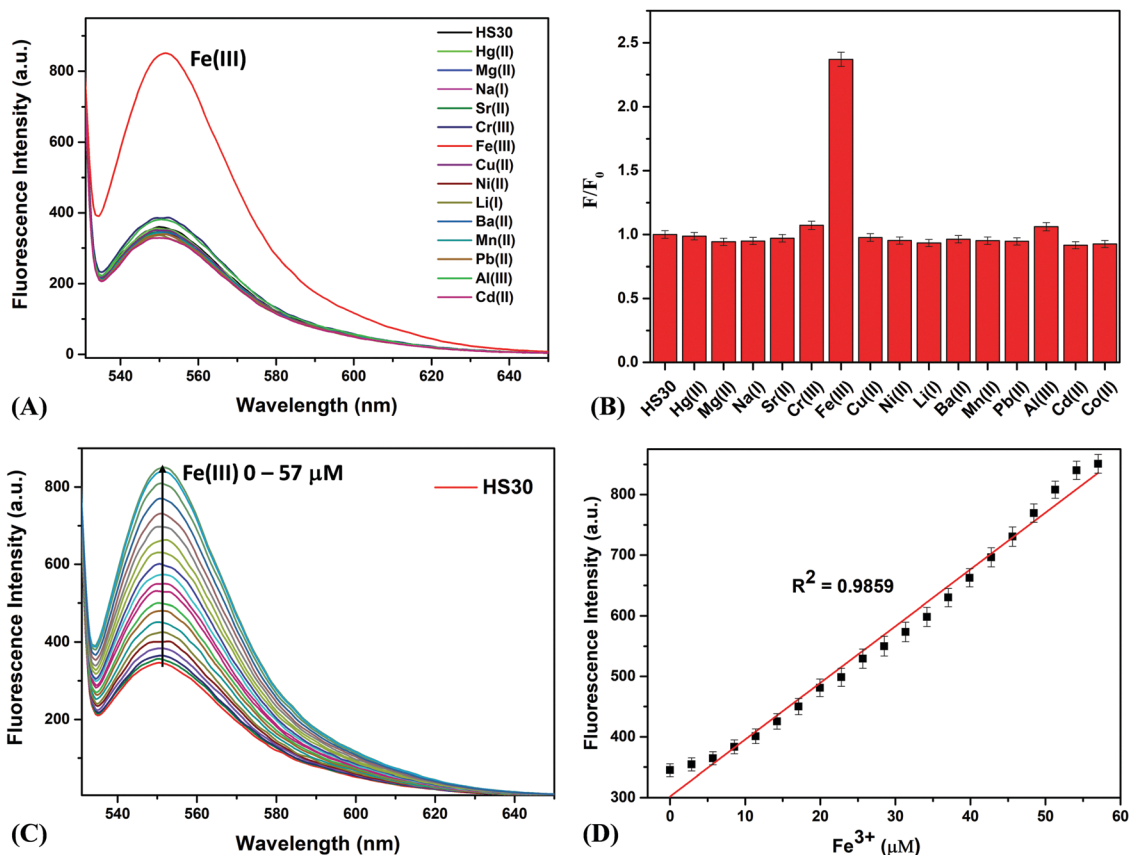 Fe(III)
HS30
Hg(II)
Mg(II)
Na(I)
Sr(II)
Cr(III)
Fe(III)
Cu(II)
Ni(II)
Li(I)
Ba(II)
Mn(II)
Pb(II)
Al(III)
Cd(II)
800
600
400
200
0
540
560
580
600
620
640
Fluorescence Intensity (a.u.)
Wavelength (nm)
(A)
2.5
2.0
1.5
1.0
0.5
0.0
F/F0
HS30
Hg(II)
Mg(II)
Na(I)
Sr(II)
Cr(III)
Fe(III)
Cu(II)
Ni(II)
Li(I)
Ba(II)
Mn(II)
Pb(II)
Al(III)
Cd(II)
Co(II)
(B)
Fe(III) 0 – 57 μM
HS30
800
600
400
200
540
560
580
600
620
640
Fluorescence Intensity (a.u.)
Wavelength (nm)
(C)
R2 = 0.9859
800
700
600
500
400
300
0
10
20
30
40
50
60
Fluorescence Intensity (a.u.)
Fe3+ (μM)
(D)